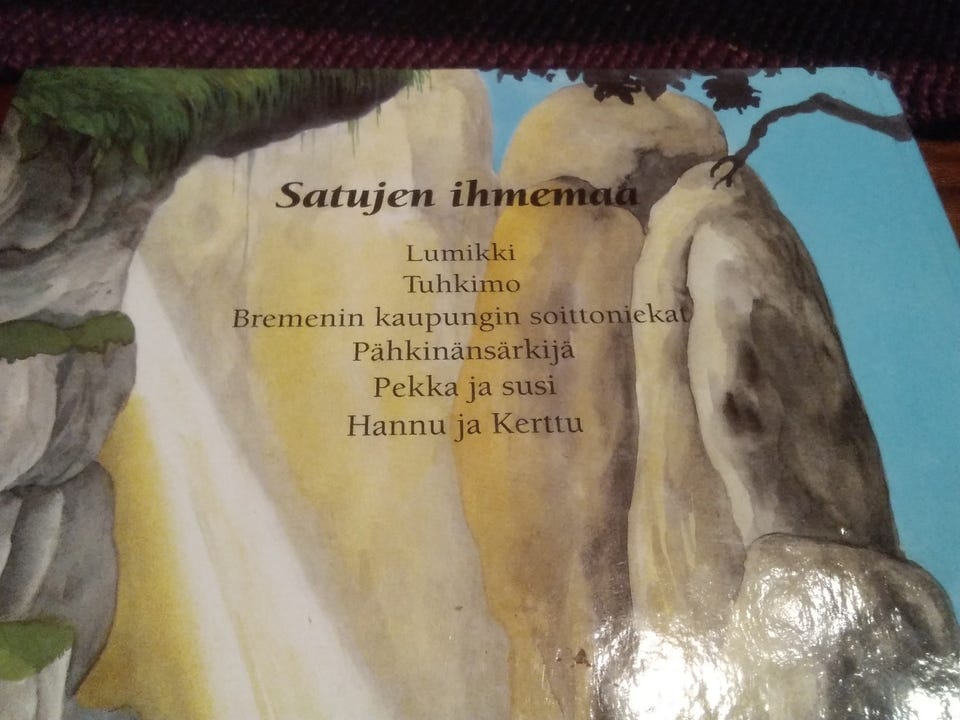 Satujen ihmemaa
Lumikki
Tuhkimo
Bremenin kaupungin soittoniekat
Pähkinänsärkijä
Pekka ja susi
Hannu ja Kerttu